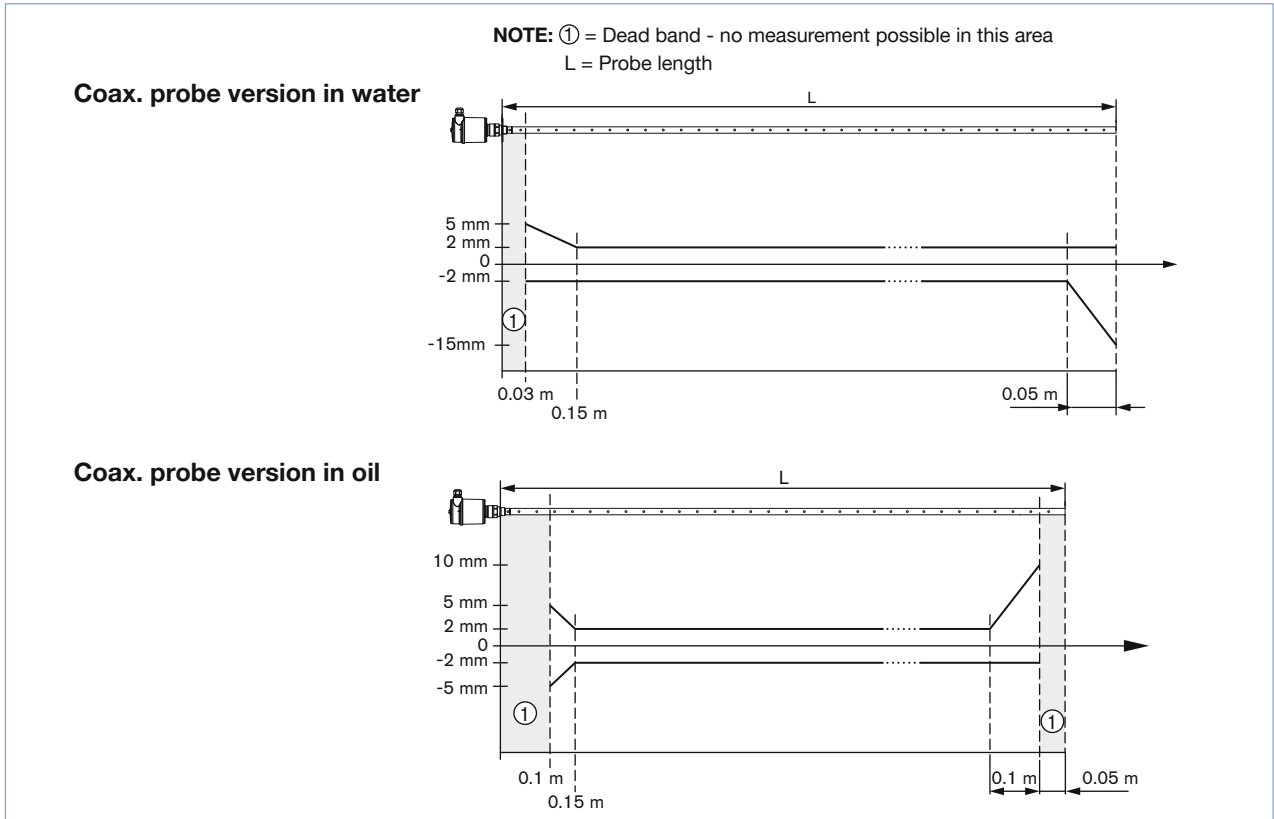 NOTE: ① = Dead band - no measurement possible in this area
L = Probe length
Coax. probe version in water
L
5 mm
2 mm
0
-2 mm
①
-15mm
0.03 m
0.15 m
0.05 m
Coax. probe version in oil
L
10 mm
5 mm
2 mm
0
-2 mm
-5 mm
①
①
0.1 m
0.15 m
0.1 m
0.05 m